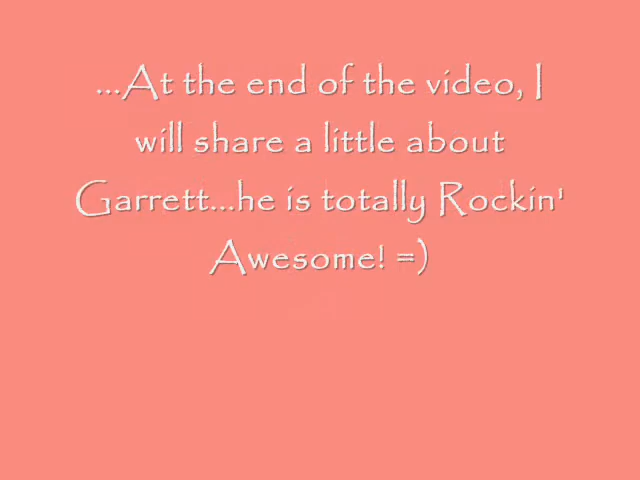 ...At the end of the video, I
will share a little about
Garrett...he is totally Rockin'
Awesome! =)